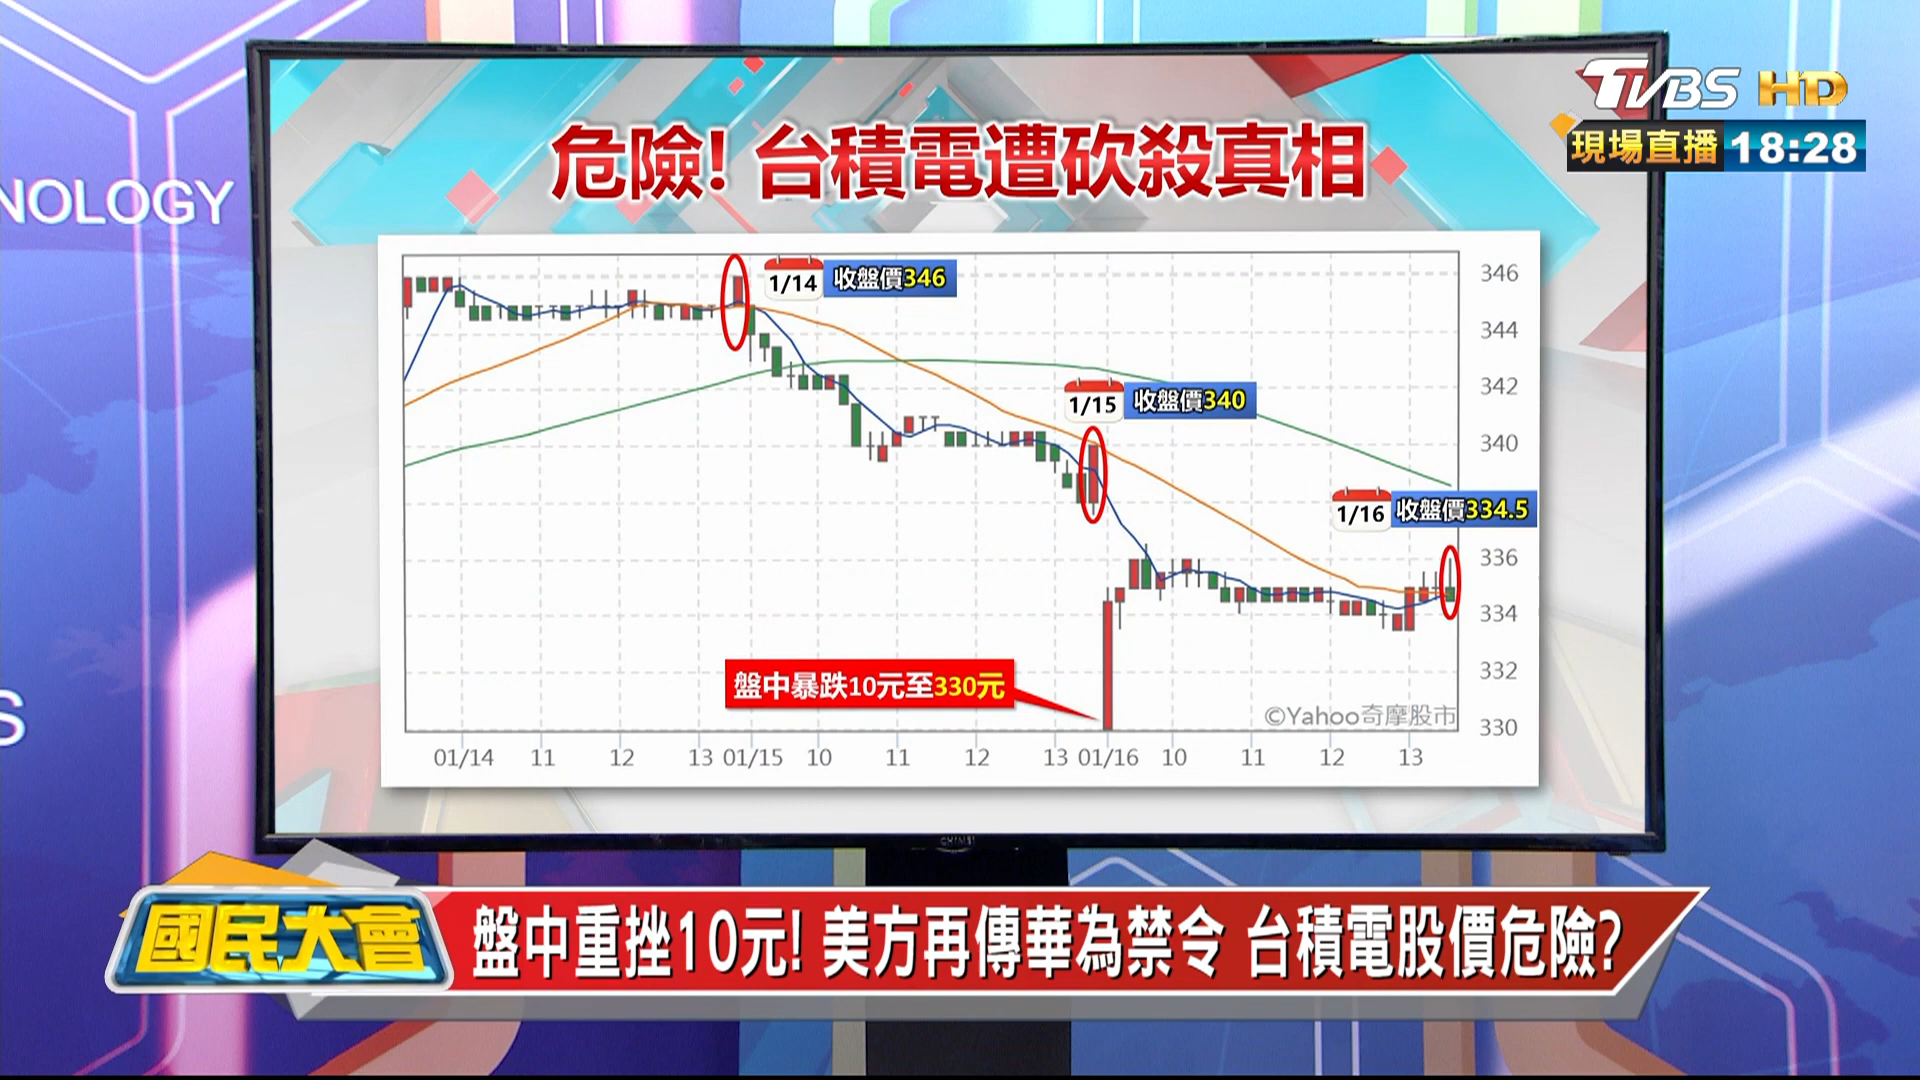 TVBS HD
現場直播 18:28
NOLOGY
危險! 台積電遭砍殺真相
1/14 收盤價346
1/15 收盤價340
1/16 收盤價334.5
346
344
342
340
336
334
332
330
盤中暴跌10元至330元
©Yahoo奇摩股市
01/14 11 12 13 01/15 10 11 12 13 01/16 10 11 12 13
S
國民大會
盤中重挫10元! 美方再傳華為禁令 台積電股價危險?